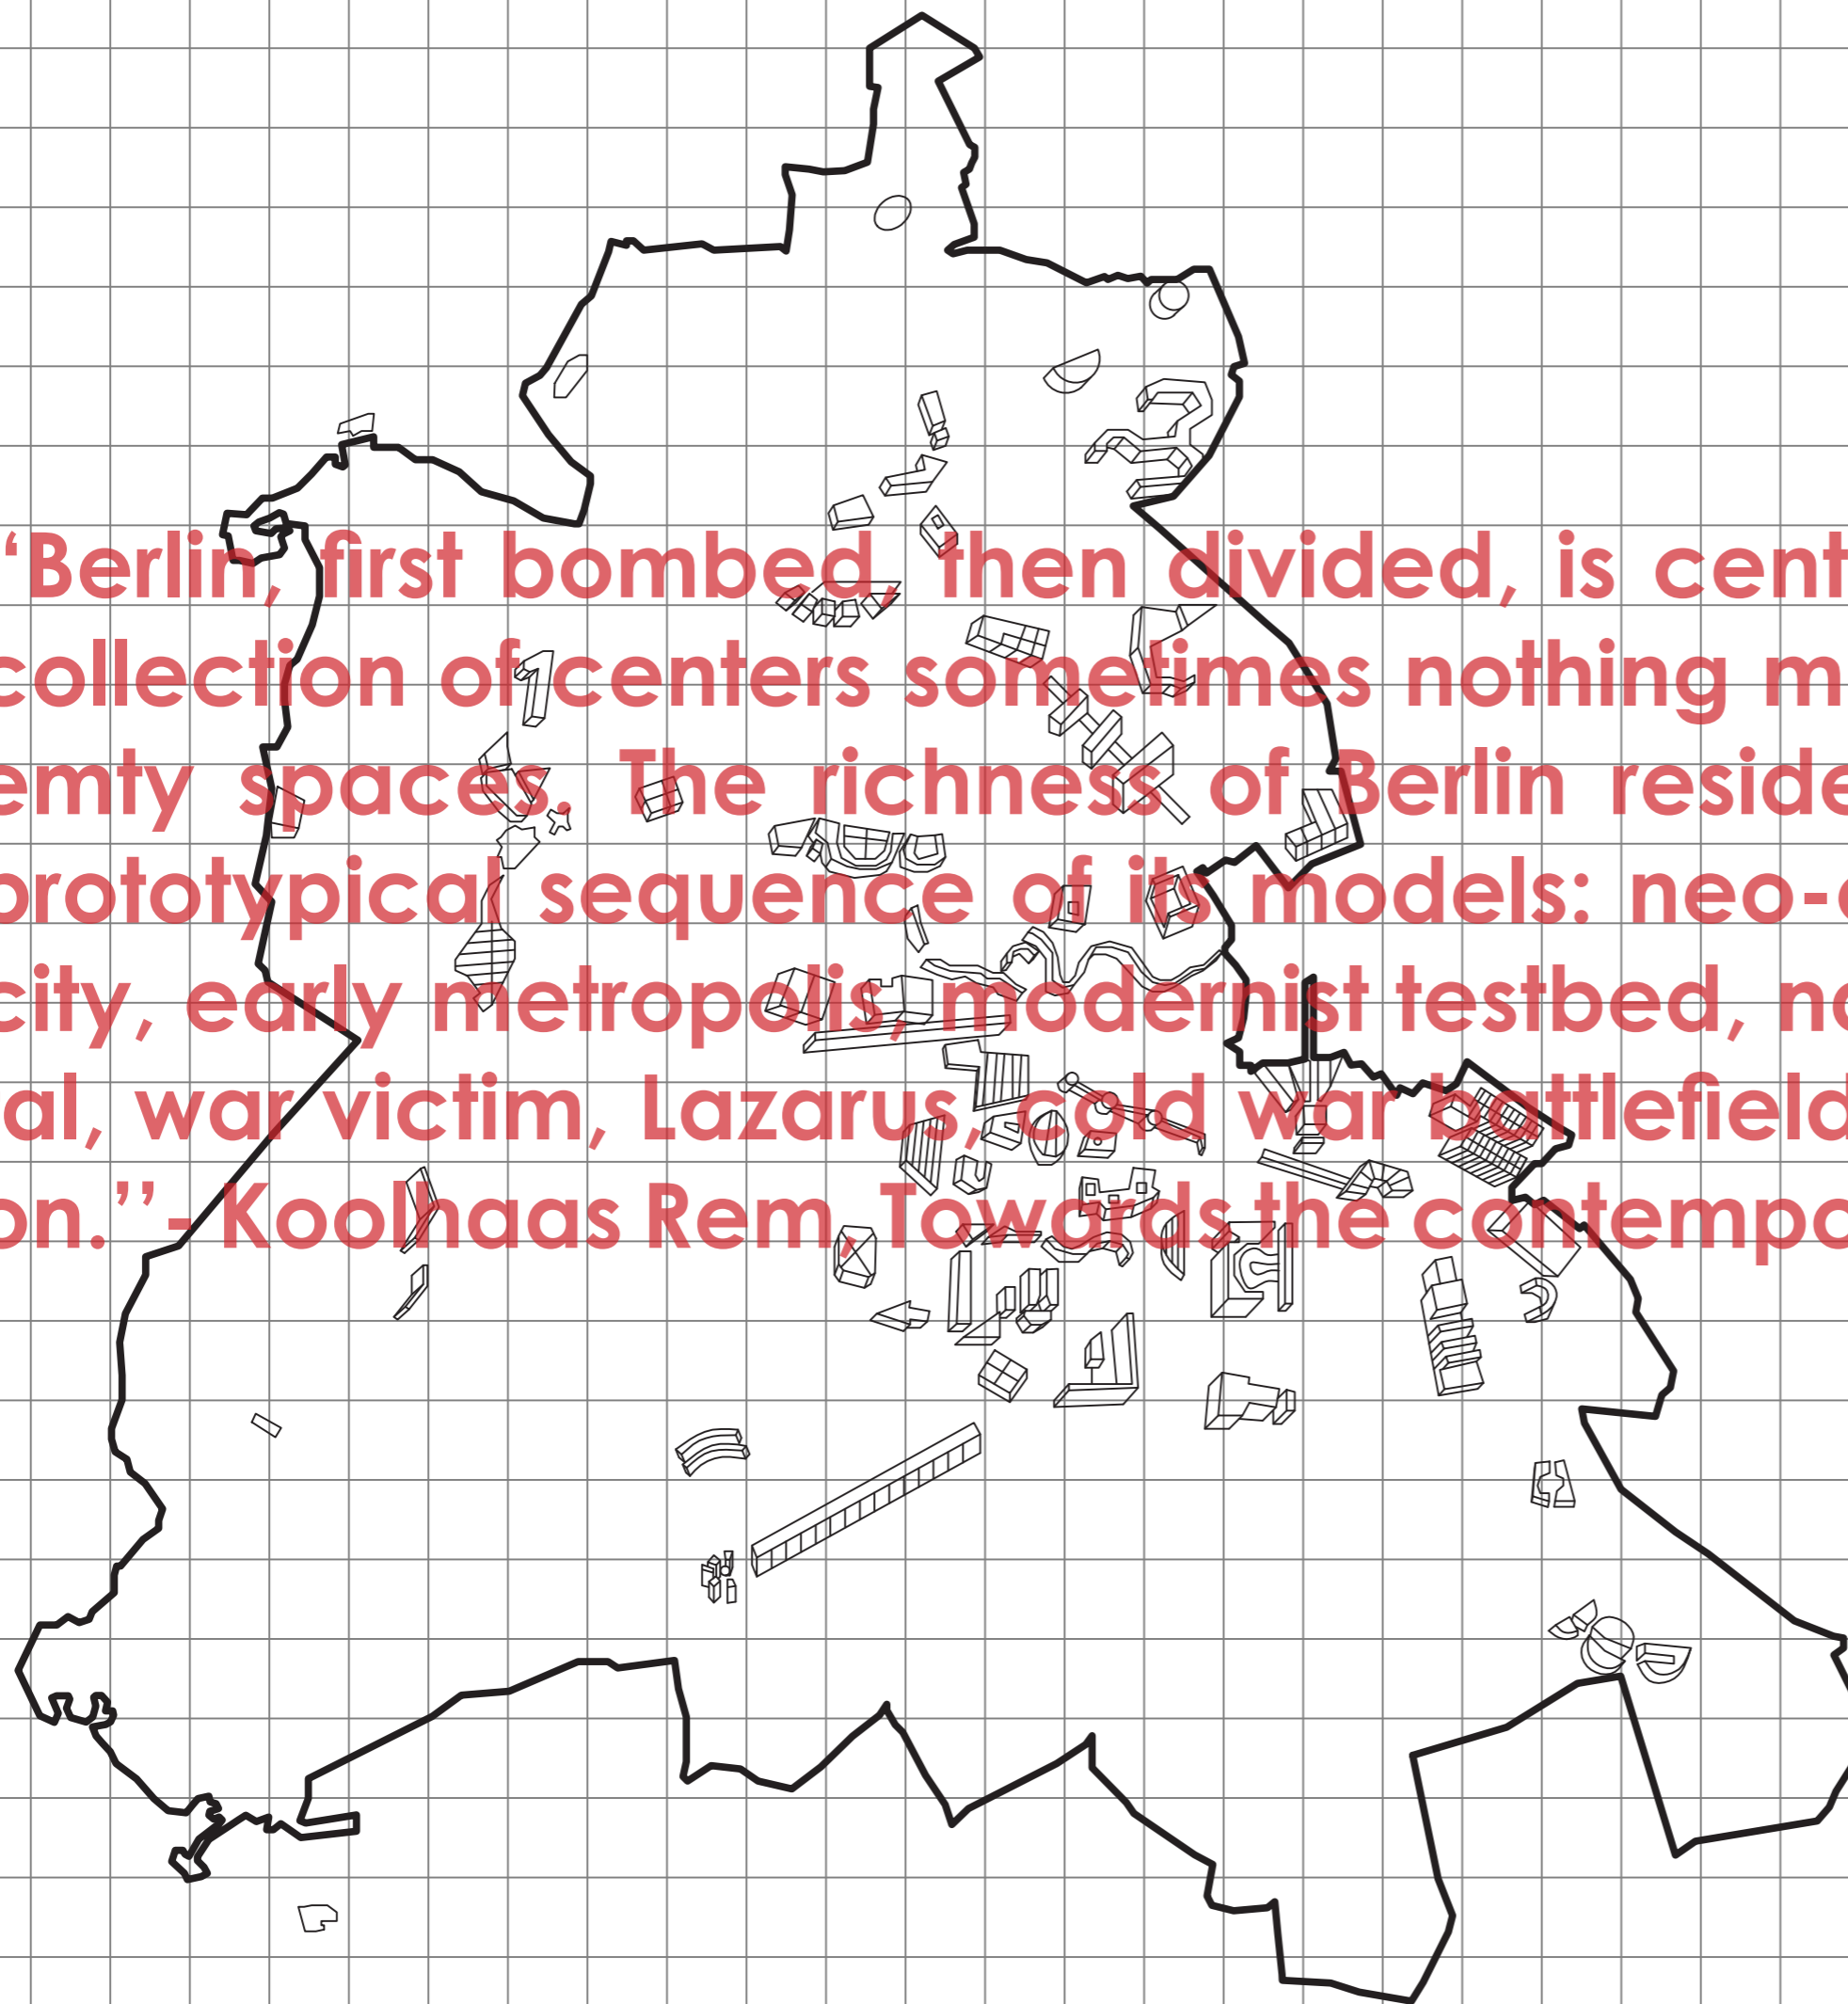 ‘Berlin, first bombed, then divided, is cent
collection of centers sometimes nothing m
emty spaces. The richness of Berlin reside
prototypical sequence of its models: neo-c
city, early metropolis, modernist testbed, na
al, war victim, Lazarus, cold war battlefield
on.’’- Koolhaas Rem, Towards the contempo